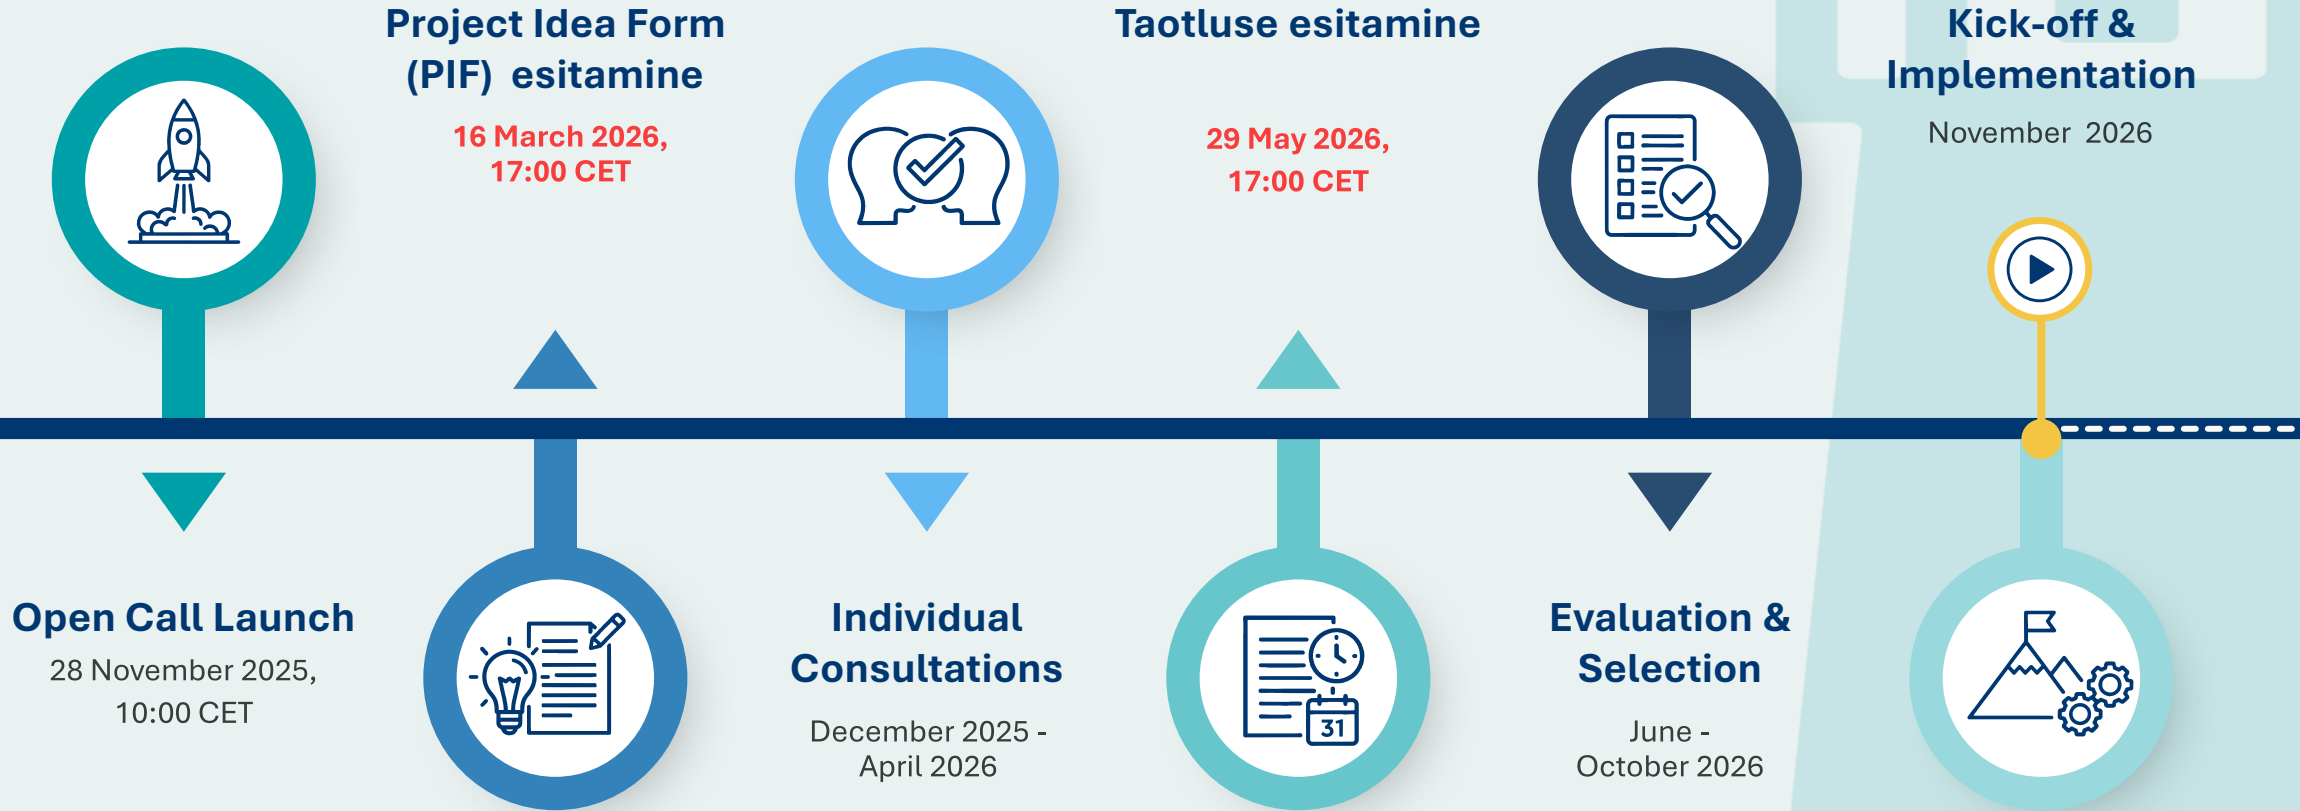 Project Idea Form
(PIF) esitamine
16 March 2026,
17:00 CET
Taotluse esitamine
29 May 2026,
17:00 CET
Kick-off &
Implementation
November 2026
Open Call Launch
28 November 2025,
10:00 CET
Individual
Consultations
December 2025 -
April 2026
31
Evaluation &
Selection
June -
October 2026